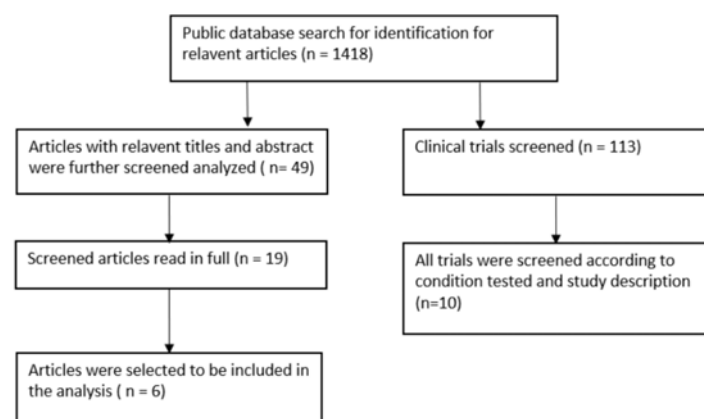 Public database search for identification for
relavent articles (n = 1418)
Articles with relavent titles and abstract
were further screened analyzed ( n= 49)
Clinical trials screened (n = 113)
Screened articles read in full (n = 19)
All trials were screened according to
condition tested and study description
(n=10)
Articles were selected to be included in
the analysis ( n = 6)